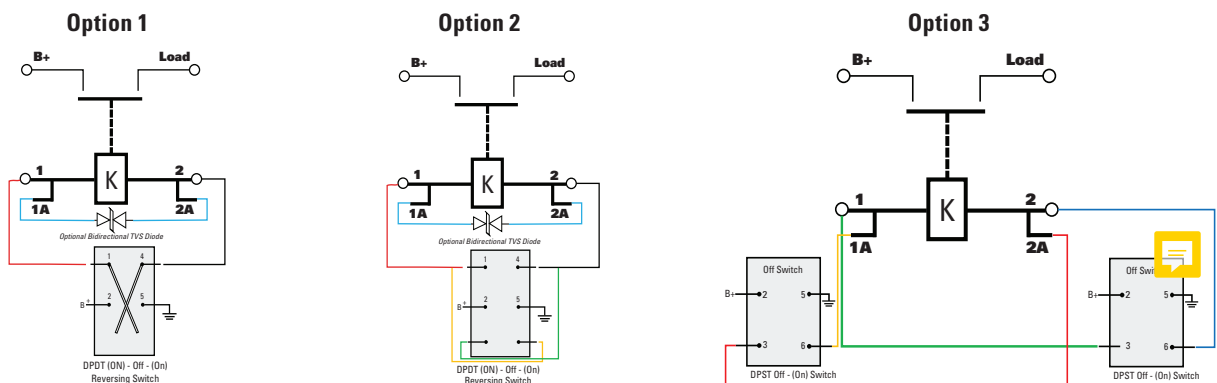 Option 1
B+
Load
1
K
2
1A
2A
Optional Bidirectional TVS Diode
1
4
2
5
B+
DPDT (ON) - Off - (On)
Reversing Switch
Option 2
B+
Load
1
K
2
1A
2A
Optional Bidirectional TVS Diode
1
4
2
5
B+
DPDT (ON) - Off - (On)
Reversing Switch
Option 3
B+
Load
1
K
2
1A
2A
Off Switch
B+
2
5
3
6
DPST Off - (On) Switch
B+
2
5
3
6
DPST Off - (On) Switch